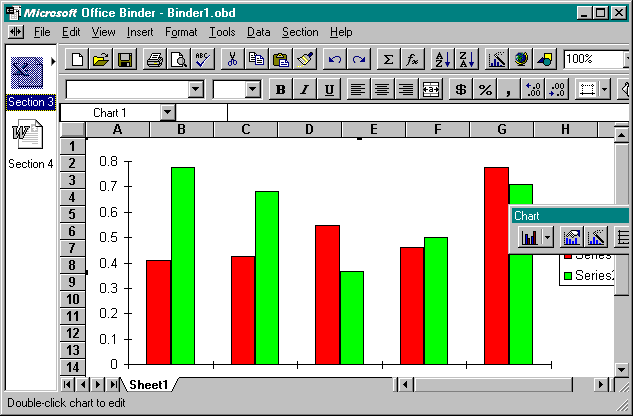 Microsoft Office Binder - Binder1.obd
File Edit View Insert Format Tools Data Section Help
100%
B I U $ % ,
Chart 1
Section 3
Section 4
A B C D E F G H
1
2
3
4
5
6
7
8
9
10
11
12
13
14
0.8
0.7
0.6
0.5
0.4
0.3
0.2
0.1
0
Chart
Series
Series2
Sheet1
Double-click chart to edit